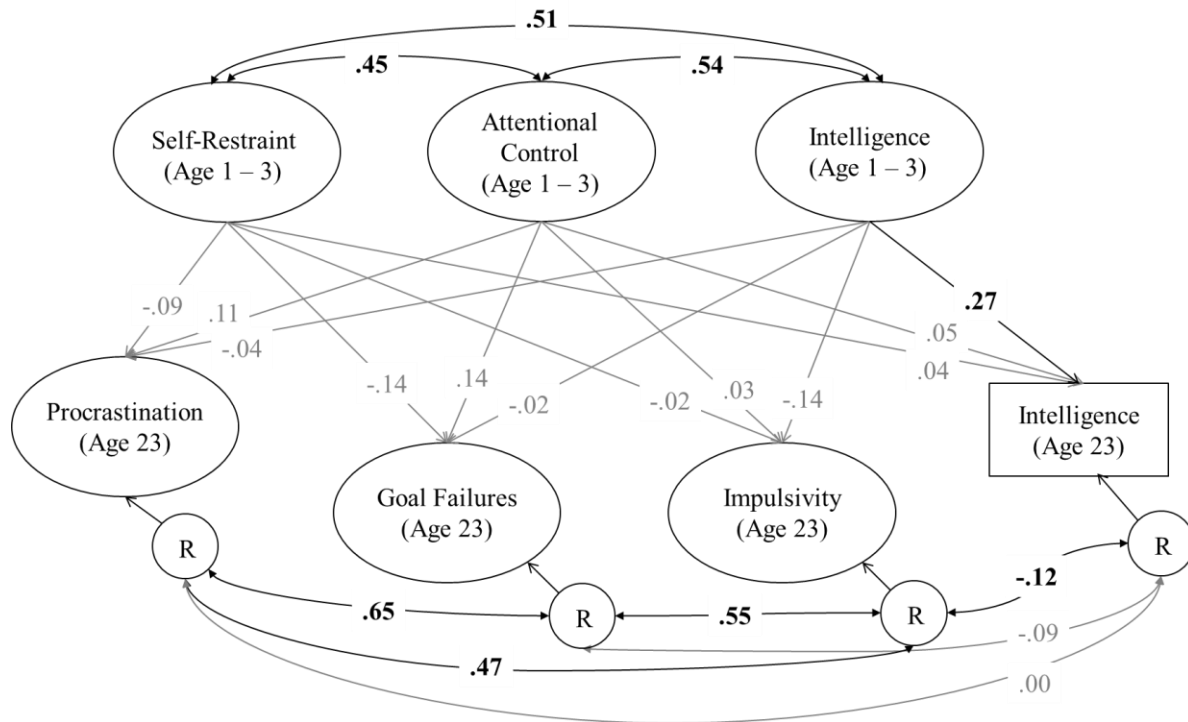 .51
.45
.54
Self-Restraint
(Age 1 – 3)
Attentional
Control
(Age 1 – 3)
Intelligence
(Age 1 – 3)
-.09
.11
-.04
-.14
.14
-.02
-.02
.03
-.14
.27
.05
.04
Procrastination
(Age 23)
Goal Failures
(Age 23)
Impulsivity
(Age 23)
Intelligence
(Age 23)
R
R
R
R
.65
.55
-.12
.47
-.09
.00